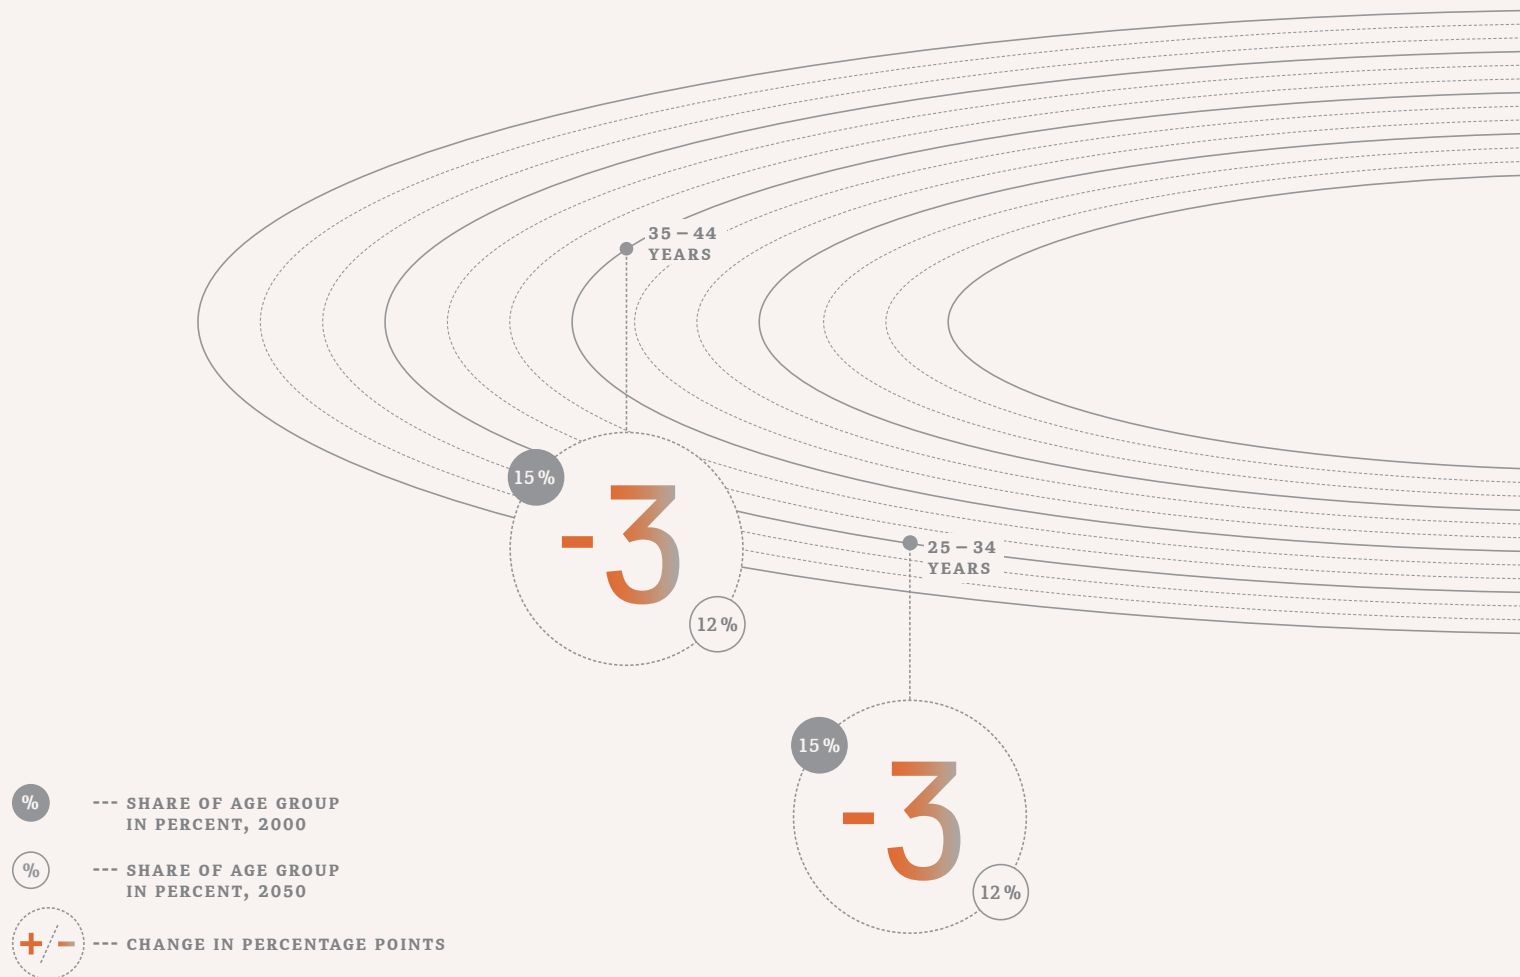 35 – 44
YEARS
15 %
-3
12 %
25 – 34
YEARS
15 %
-3
12 %
%
SHARE OF AGE GROUP
IN PERCENT, 2000
%
SHARE OF AGE GROUP
IN PERCENT, 2050
+/-
CHANGE IN PERCENTAGE POINTS